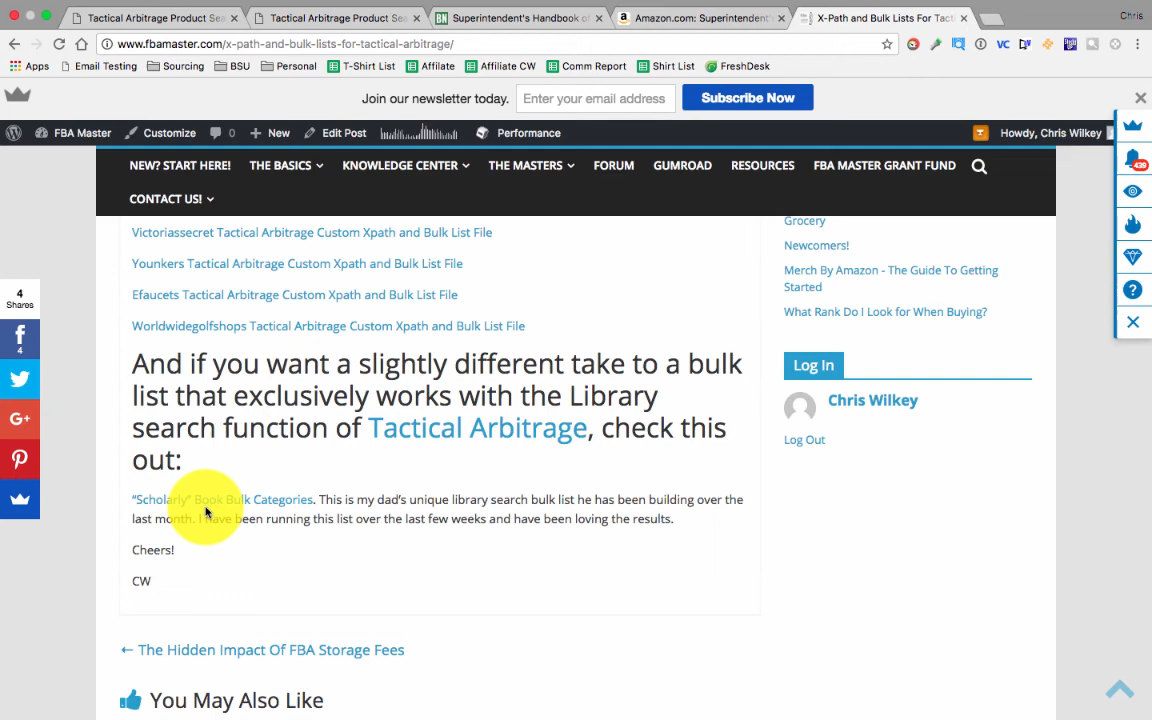 Tactical Arbitrage Product Sea
Tactical Arbitrage Product Sea
Superintendent's Handbook of
Amazon.com: Superintendent's
X-Path and Bulk Lists For Tact
Chris
www.fbamaster.com/x-path-and-bulk-lists-for-tactical-arbitrage/
Apps
Email Testing
Sourcing
BSU
Personal
T-Shirt List
Affilate
Affiliate CW
Comm Report
Shirt List
FreshDesk
Join our newsletter today.
Enter your email address
Subscribe Now
FBA Master
Customize
0
New
Edit Post
Performance
Howdy, Chris Wilkey
NEW? START HERE!
THE BASICS
KNOWLEDGE CENTER
THE MASTERS
FORUM
GUMROAD
RESOURCES
FBA MASTER GRANT FUND
CONTACT US!
439
Victoriassecret Tactical Arbitrage Custom Xpath and Bulk List File
Younkers Tactical Arbitrage Custom Xpath and Bulk List File
Efaucets Tactical Arbitrage Custom Xpath and Bulk List File
Worldwidegolfshops Tactical Arbitrage Custom Xpath and Bulk List File
And if you want a slightly different take to a bulk
list that exclusively works with the Library
search function of Tactical Arbitrage, check this
out:
“Scholarly” Book Bulk Categories. This is my dad’s unique library search bulk list he has been building over the
last month. I have been running this list over the last few weeks and have been loving the results.
Cheers!
CW
← The Hidden Impact Of FBA Storage Fees
You May Also Like
Grocery
Newcomers!
Merch By Amazon - The Guide To Getting
Started
What Rank Do I Look for When Buying?
Log In
Chris Wilkey
Log Out
4
Shares
f
4
G+